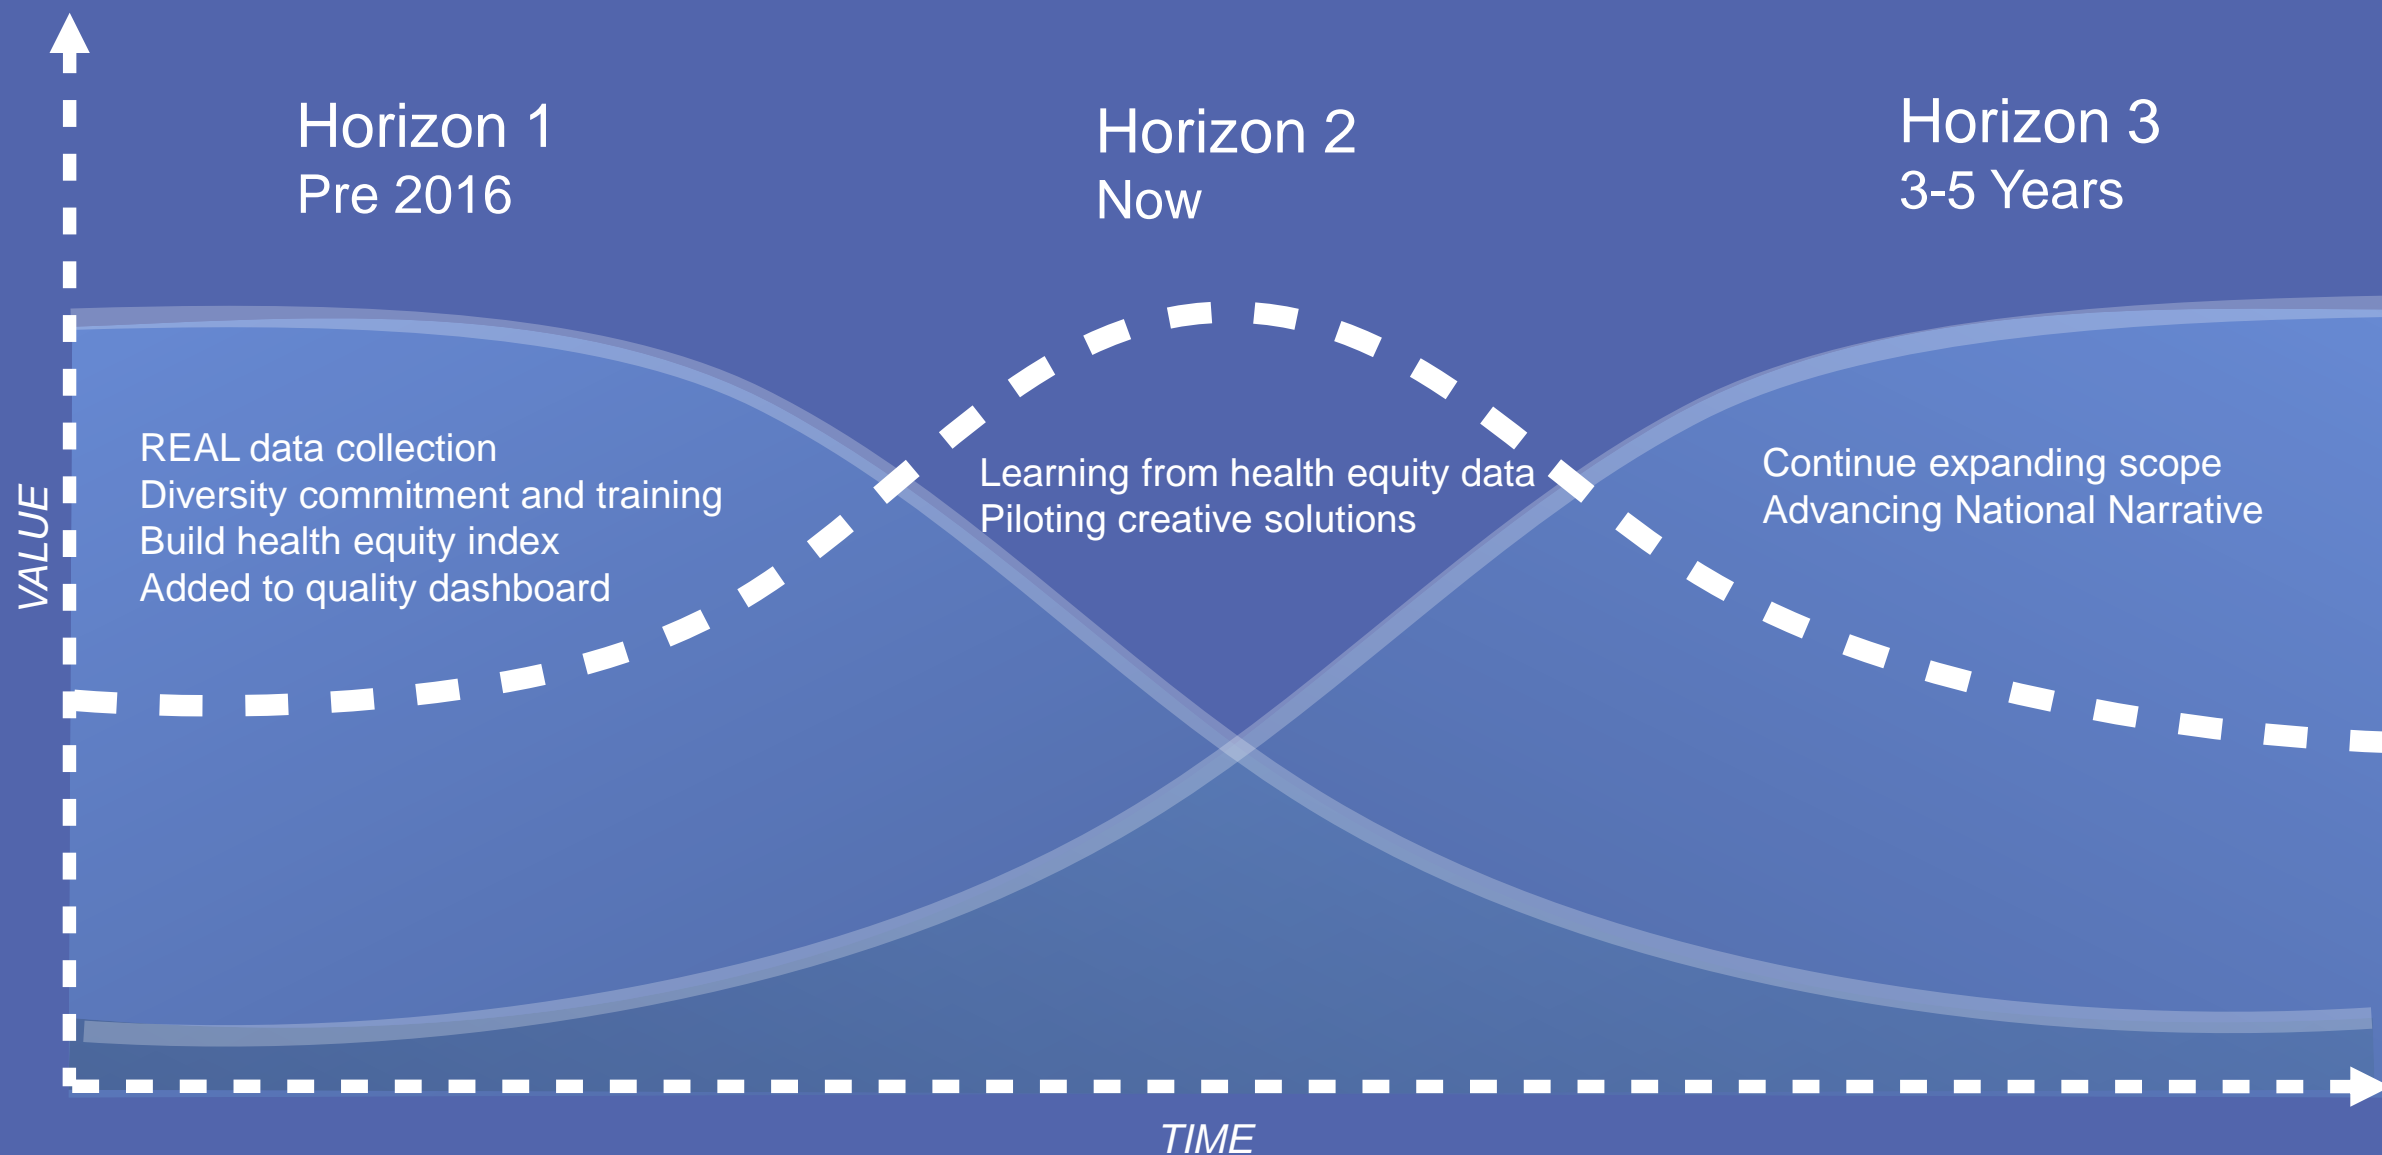 Horizon 1
Pre 2016
Horizon 2
Now
Horizon 3
3-5 Years
REAL data collection
Diversity commitment and training
Build health equity index
Added to quality dashboard
Learning from health equity data
Piloting creative solutions
Continue expanding scope
Advancing National Narrative
VALUE
TIME